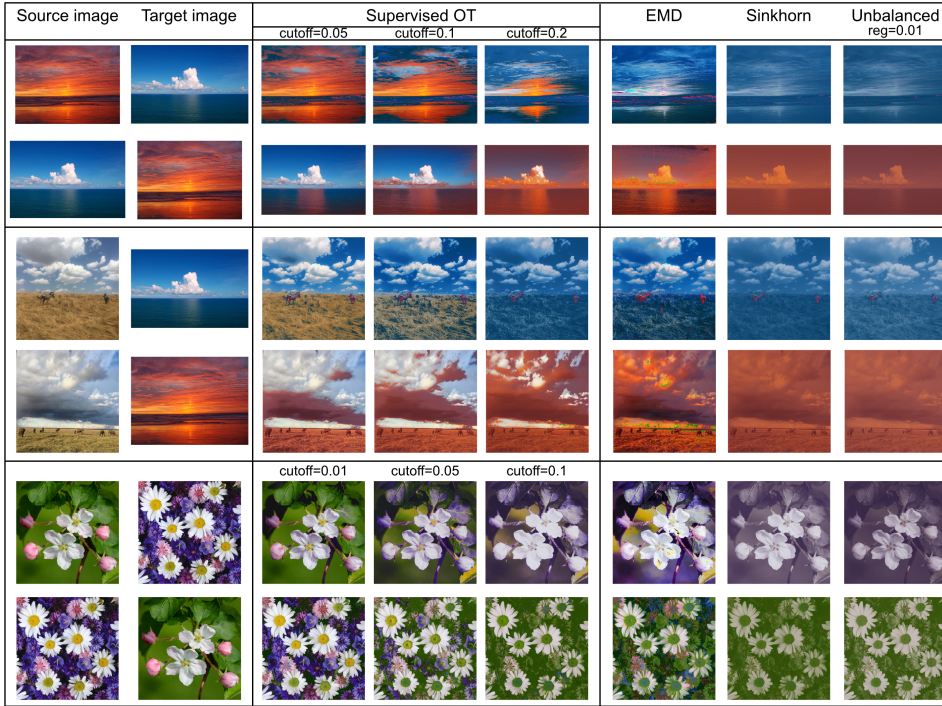 Source image
Target image
Supervised OT
EMD
Sinkhorn
Unbalanced
cutoff=0.05
cutoff=0.1
cutoff=0.2
reg=0.01
cutoff=0.01
cutoff=0.05
cutoff=0.1